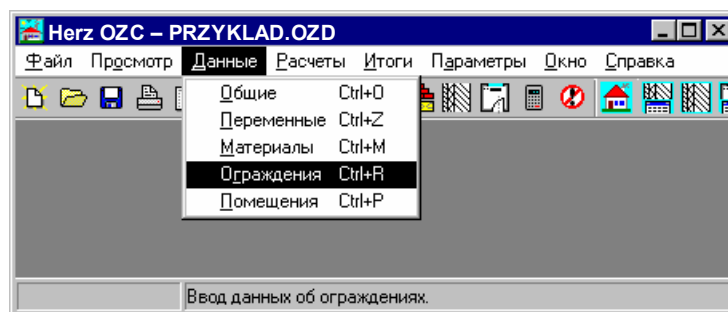 Herz OZC – PRZYKLAD.OZD
Файл Просмотр Данные Расчеты Итоги Параметры Окно Справка
Общие Ctrl+O
Переменные Ctrl+Z
Материалы Ctrl+M
Ограждения Ctrl+R
Помещения Ctrl+P
Ввод данных об ограждениях.